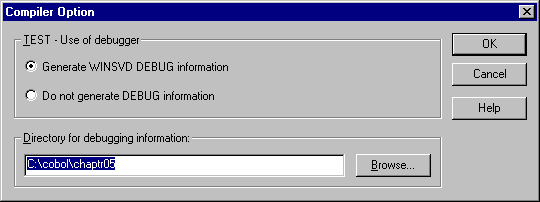 Compiler Option
TEST - Use of debugger
Generate WINSVD DEBUG information
Do not generate DEBUG information
OK
Cancel
Help
Directory for debugging information:
C:\cobol\chaptr05
Browse...